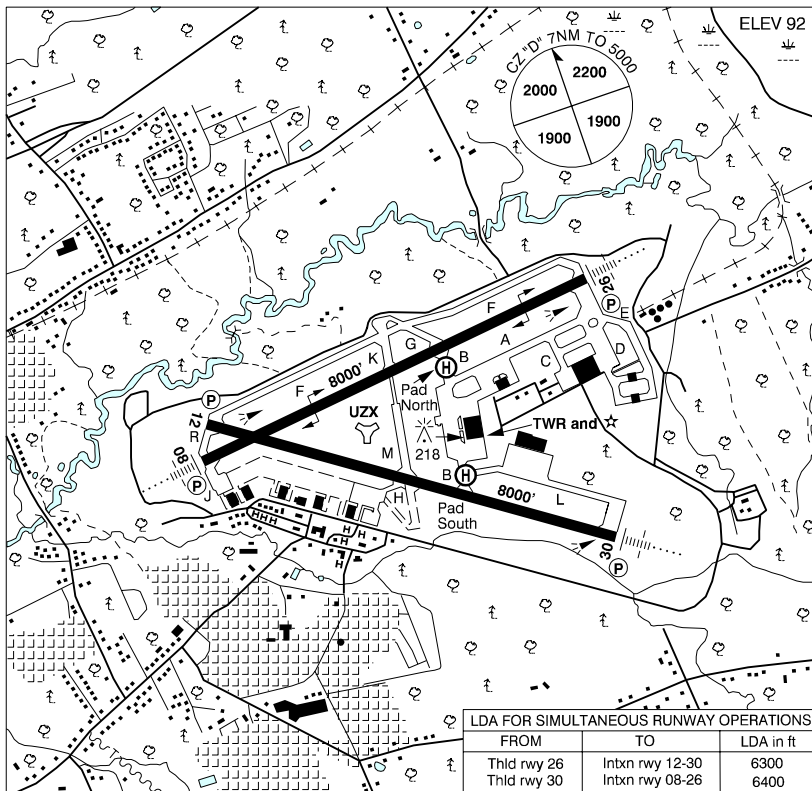 ELEV 92
CZ "D" 7NM TO 5000
2000
2200
1900
1900
26
P
E
F
A
B
H
G
K
C
D
8000'
F
Pad
North
UZX
P
12
R
TWR and ☆
218
M
08
P
J
B
H
8000'
L
H
Pad
South
HHH
H
H
H
H
30
P
LDA FOR SIMULTANEOUS RUNWAY OPERATIONS
FROM TO LDA in ft
Thld rwy 26 Intxn rwy 12-30 6300
Thld rwy 30 Intxn rwy 08-26 6400